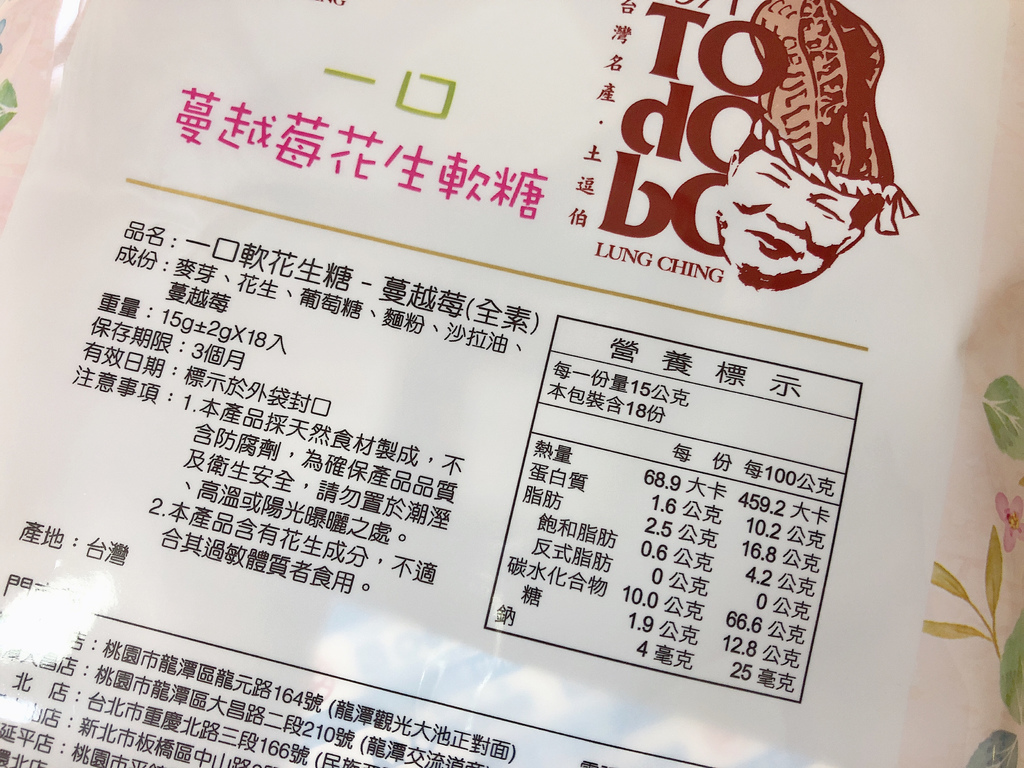 台灣名產．土逗伯
To
do
bo
LUNG CHING
一口
蔓越莓花生軟糖
品名：一口軟花生糖 - 蔓越莓(全素)
成份：麥芽、花生、葡萄糖、麵粉、沙拉油、
蔓越莓
重量：15g±2gX18入
保存期限：3個月
有效日期：標示於外袋封口
注意事項：1.本產品採天然食材製成，不
含防腐劑，為確保產品品質
及衛生安全，請勿置於潮溼
、高溫或陽光曝曬之處。
2.本產品含有花生成分，不適
合其過敏體質者食用。
產地：台灣
營養標示
每一份量15公克
本包裝含18份
每 份 每100公克
熱量 68.9 大卡 459.2 大卡
蛋白質 1.6 公克 10.2 公克
脂肪 2.5 公克 16.8 公克
飽和脂肪 0.6 公克 4.2 公克
反式脂肪 0 公克 0 公克
碳水化合物 10.0 公克 66.6 公克
糖 1.9 公克 12.8 公克
鈉 4 毫克 25 毫克
店：桃園市龍潭區龍元路164號 (龍潭觀光大池正對面)
店：桃園市龍潭區大昌路二段210號 (龍潭交流道
北 店：台北市重慶北路三段166號 (民族
店：新北市板橋區中山路
延平店：桃園市平鎮
北店：